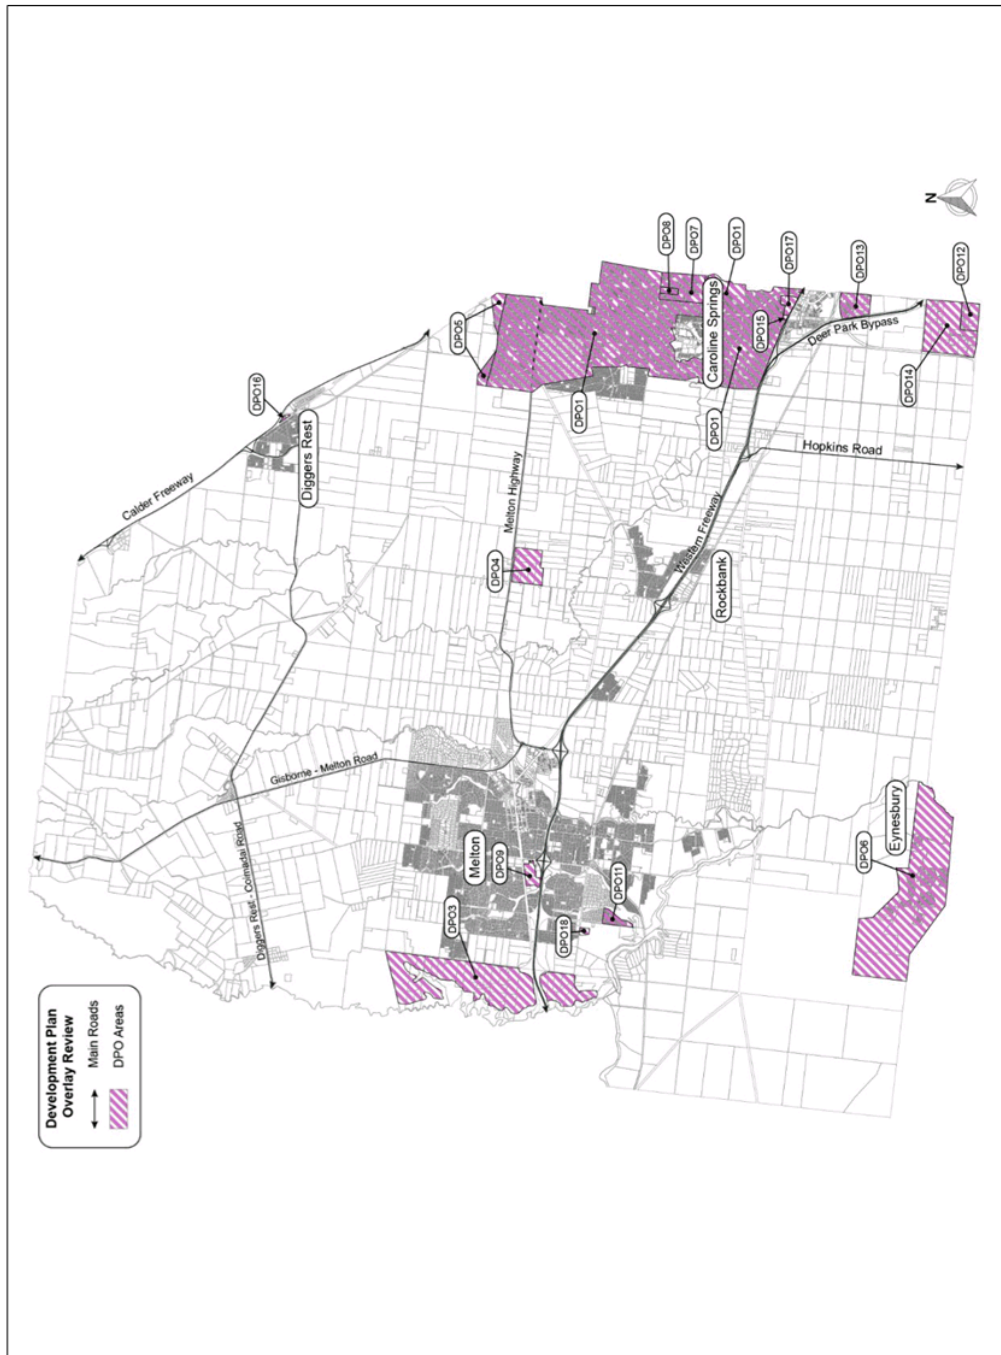 Development Plan
Overlay Review
Main Roads
DPO Areas
N
Calder Freeway
DPO16
Diggers Rest
DPO5
DPO1
DPO8
DPO7
DPO1
Caroline Springs
DPO17
DPO15
DPO1
DPO13
Deer Park Bypass
DPO12
DPO14
Hopkins Road
Melton Highway
DPO4
Western Freeway
Rockbank
Gisborne - Melton Road
Diggers Rest - Coimadai Road
Melton
DPO9
DPO3
DPO18
DPO11
Eynesbury
DPO6